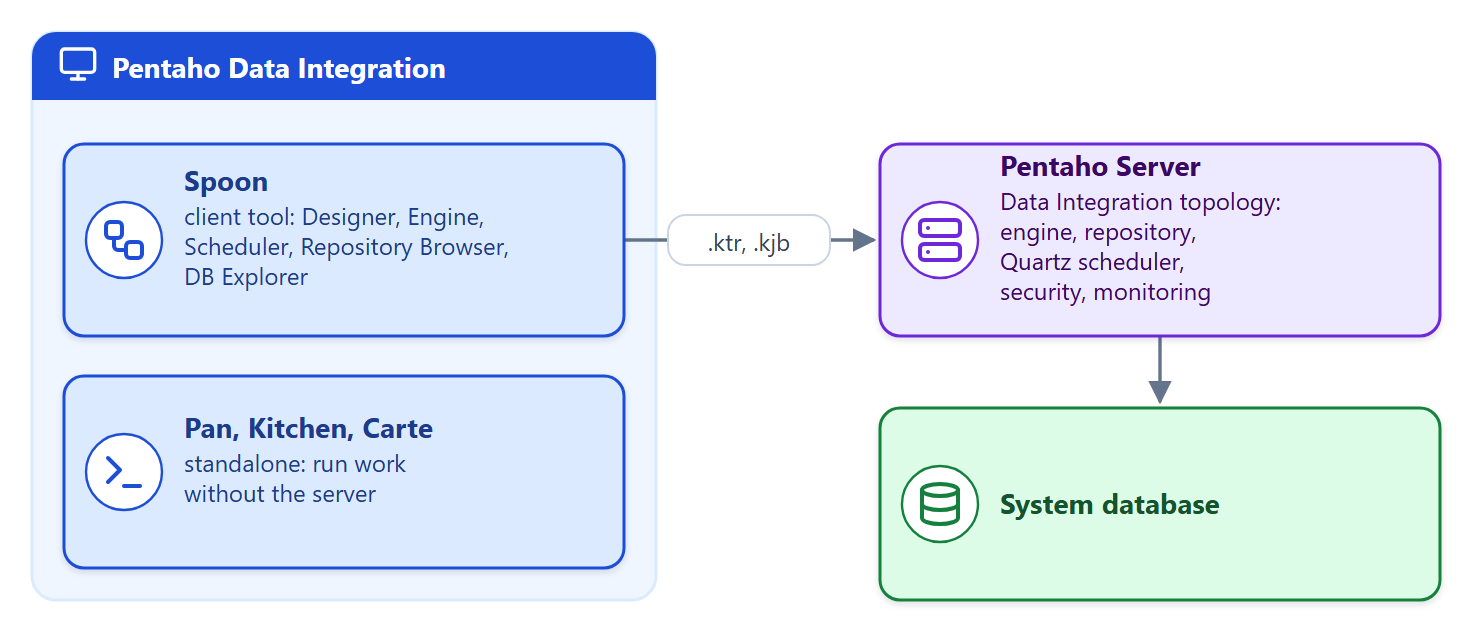 Pentaho Data Integration
Spoon
client tool: Designer, Engine,
Scheduler, Repository Browser,
DB Explorer
.ktr, .kjb
Pentaho Server
Data Integration topology:
engine, repository,
Quartz scheduler,
security, monitoring
Pan, Kitchen, Carte
standalone: run work
without the server
System database